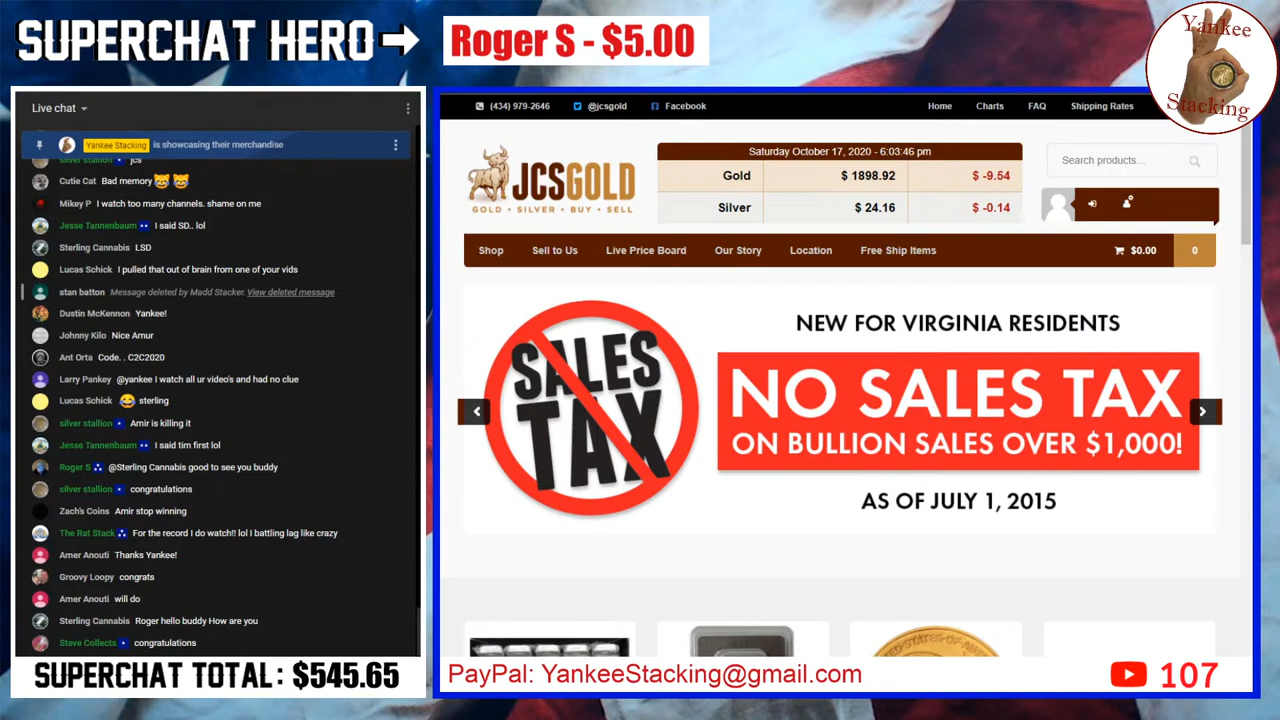 SUPERCHAT HERO
Roger S - $5.00
Yankee
Stacking
Live chat
Yankee Stacking is showcasing their merchandise
silver stallion jcs
Cutie Cat Bad memory
Mikey P I watch too many channels. shame on me
Jesse Tannenbaum I said SD.. lol
Sterling Cannabis LSD
Lucas Schick I pulled that out of brain from one of your vids
stan batton Message deleted by Madd Stacker. View deleted message
Dustin McKennon Yankee!
Johnny Kilo Nice Amur
Ant Orta Code. . C2C2020
Larry Pankey @yankee I watch all ur video's and had no clue
Lucas Schick sterling
silver stallion Amir is killing it
Jesse Tannenbaum I said tim first lol
Roger S @Sterling Cannabis good to see you buddy
silver stallion congratulations
Zach's Coins Amir stop winning
The Rat Stack For the record I do watch!! lol I battling lag like crazy
Amer Anouti Thanks Yankee!
Groovy Loopy congrats
Amer Anouti will do
Sterling Cannabis Roger hello buddy How are you
Steve Collects congratulations
SUPERCHAT TOTAL: $545.65
(434) 979-2646 @jcsgold Facebook Home Charts FAQ Shipping Rates
JCSGOLD
GOLD • SILVER • BUY • SELL
Saturday October 17, 2020 - 6:03:46 pm
Gold $ 1898.92 $ -9.54
Silver $ 24.16 $ -0.14
Search products...
Shop Sell to Us Live Price Board Our Story Location Free Ship Items $0.00 0
SALES
TAX
NEW FOR VIRGINIA RESIDENTS
NO SALES TAX
ON BULLION SALES OVER $1,000!
AS OF JULY 1, 2015
PayPal: YankeeStacking@gmail.com
107